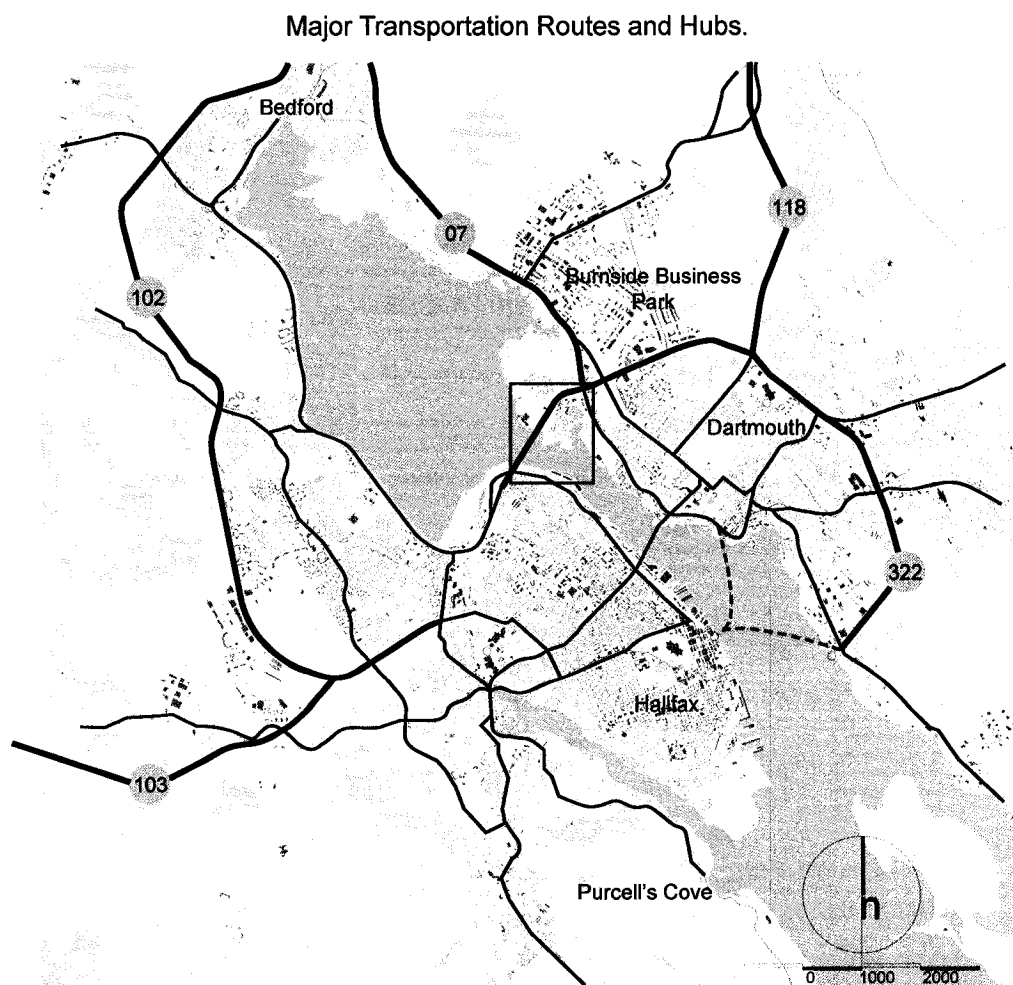 Major Transportation Routes and Hubs.
Bedford
118
07
Burnside Business
Park
102
Dartmouth
322
Halifax
103
Purcell's Cove
n
0 1000 2000